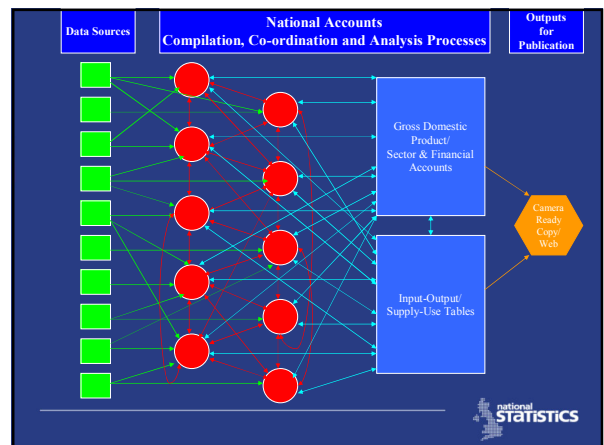 Data Sources
National Accounts
Compilation, Co-ordination and Analysis Processes
Outputs
for
Publication
Gross Domestic
Product/
Sector & Financial
Accounts
Input-Output/
Supply-Use Tables
Camera
Ready
Copy/
Web
national
STATISTICS